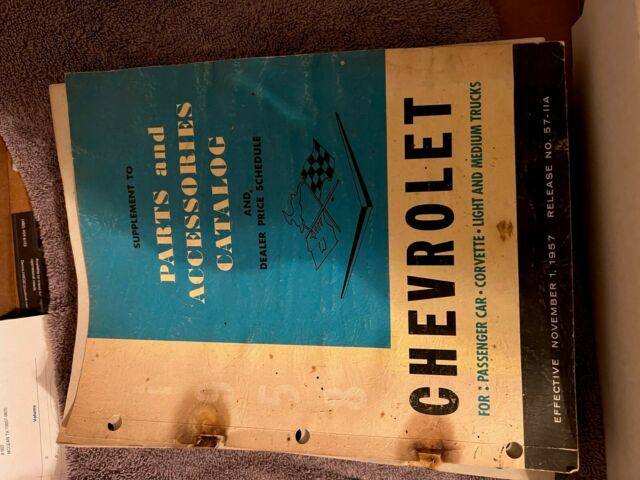 SUPPLEMENT TO
PARTS and
ACCESSORIES
CATALOG
AND
DEALER PRICE SCHEDULE
CHEVROLET
FOR: PASSENGER CAR • CORVETTE • LIGHT AND MEDIUM TRUCKS
EFFECTIVE NOVEMBER 1, 1957 RELEASE NO. 57-11A
Volume